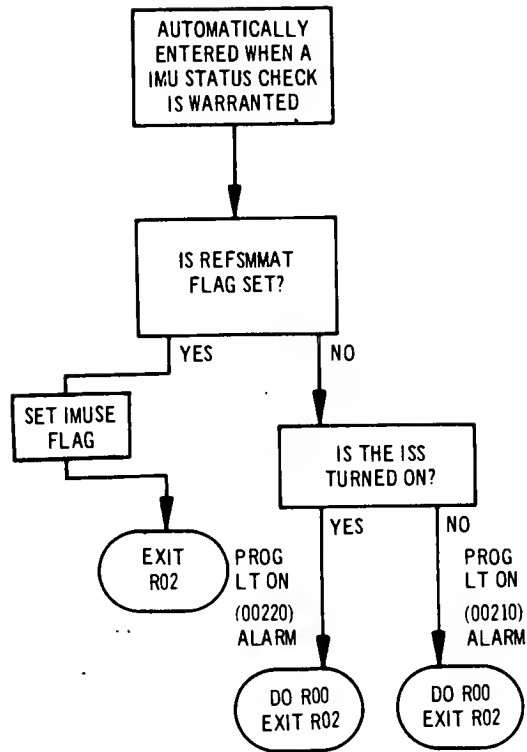 AUTOMATICALLY
ENTERED WHEN A
IMU STATUS CHECK
IS WARRANTED
IS REFSMMAT
FLAG SET?
YES
NO
SET IMUSE
FLAG
EXIT
R02
IS THE ISS
TURNED ON?
YES
NO
PROG
LT ON
(00220)
ALARM
PROG
LT ON
(00210)
ALARM
DO R00
EXIT R02
DO R00
EXIT R02